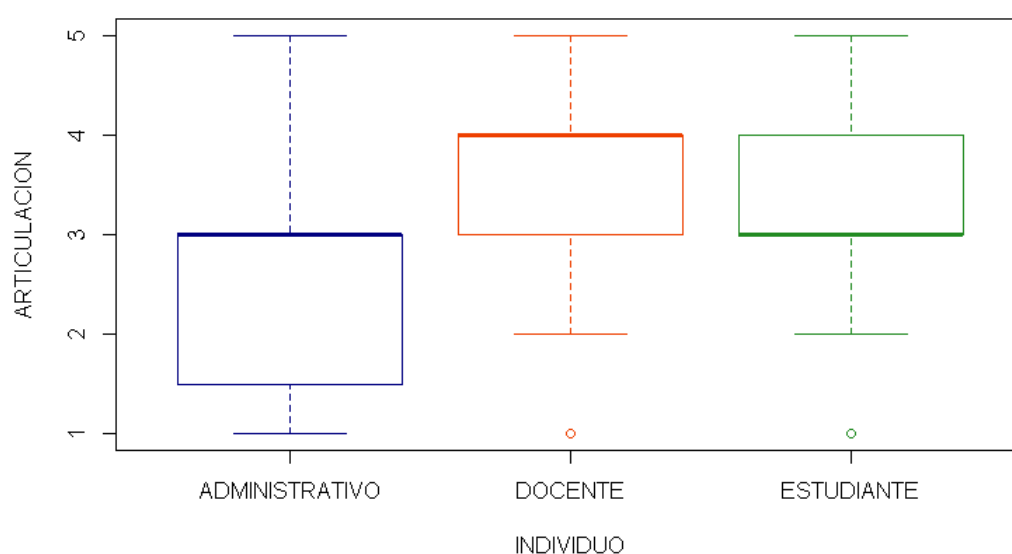 ARTICULACION
5
4
3
2
1
ADMINISTRATIVO DOCENTE ESTUDIANTE
INDIVIDUO